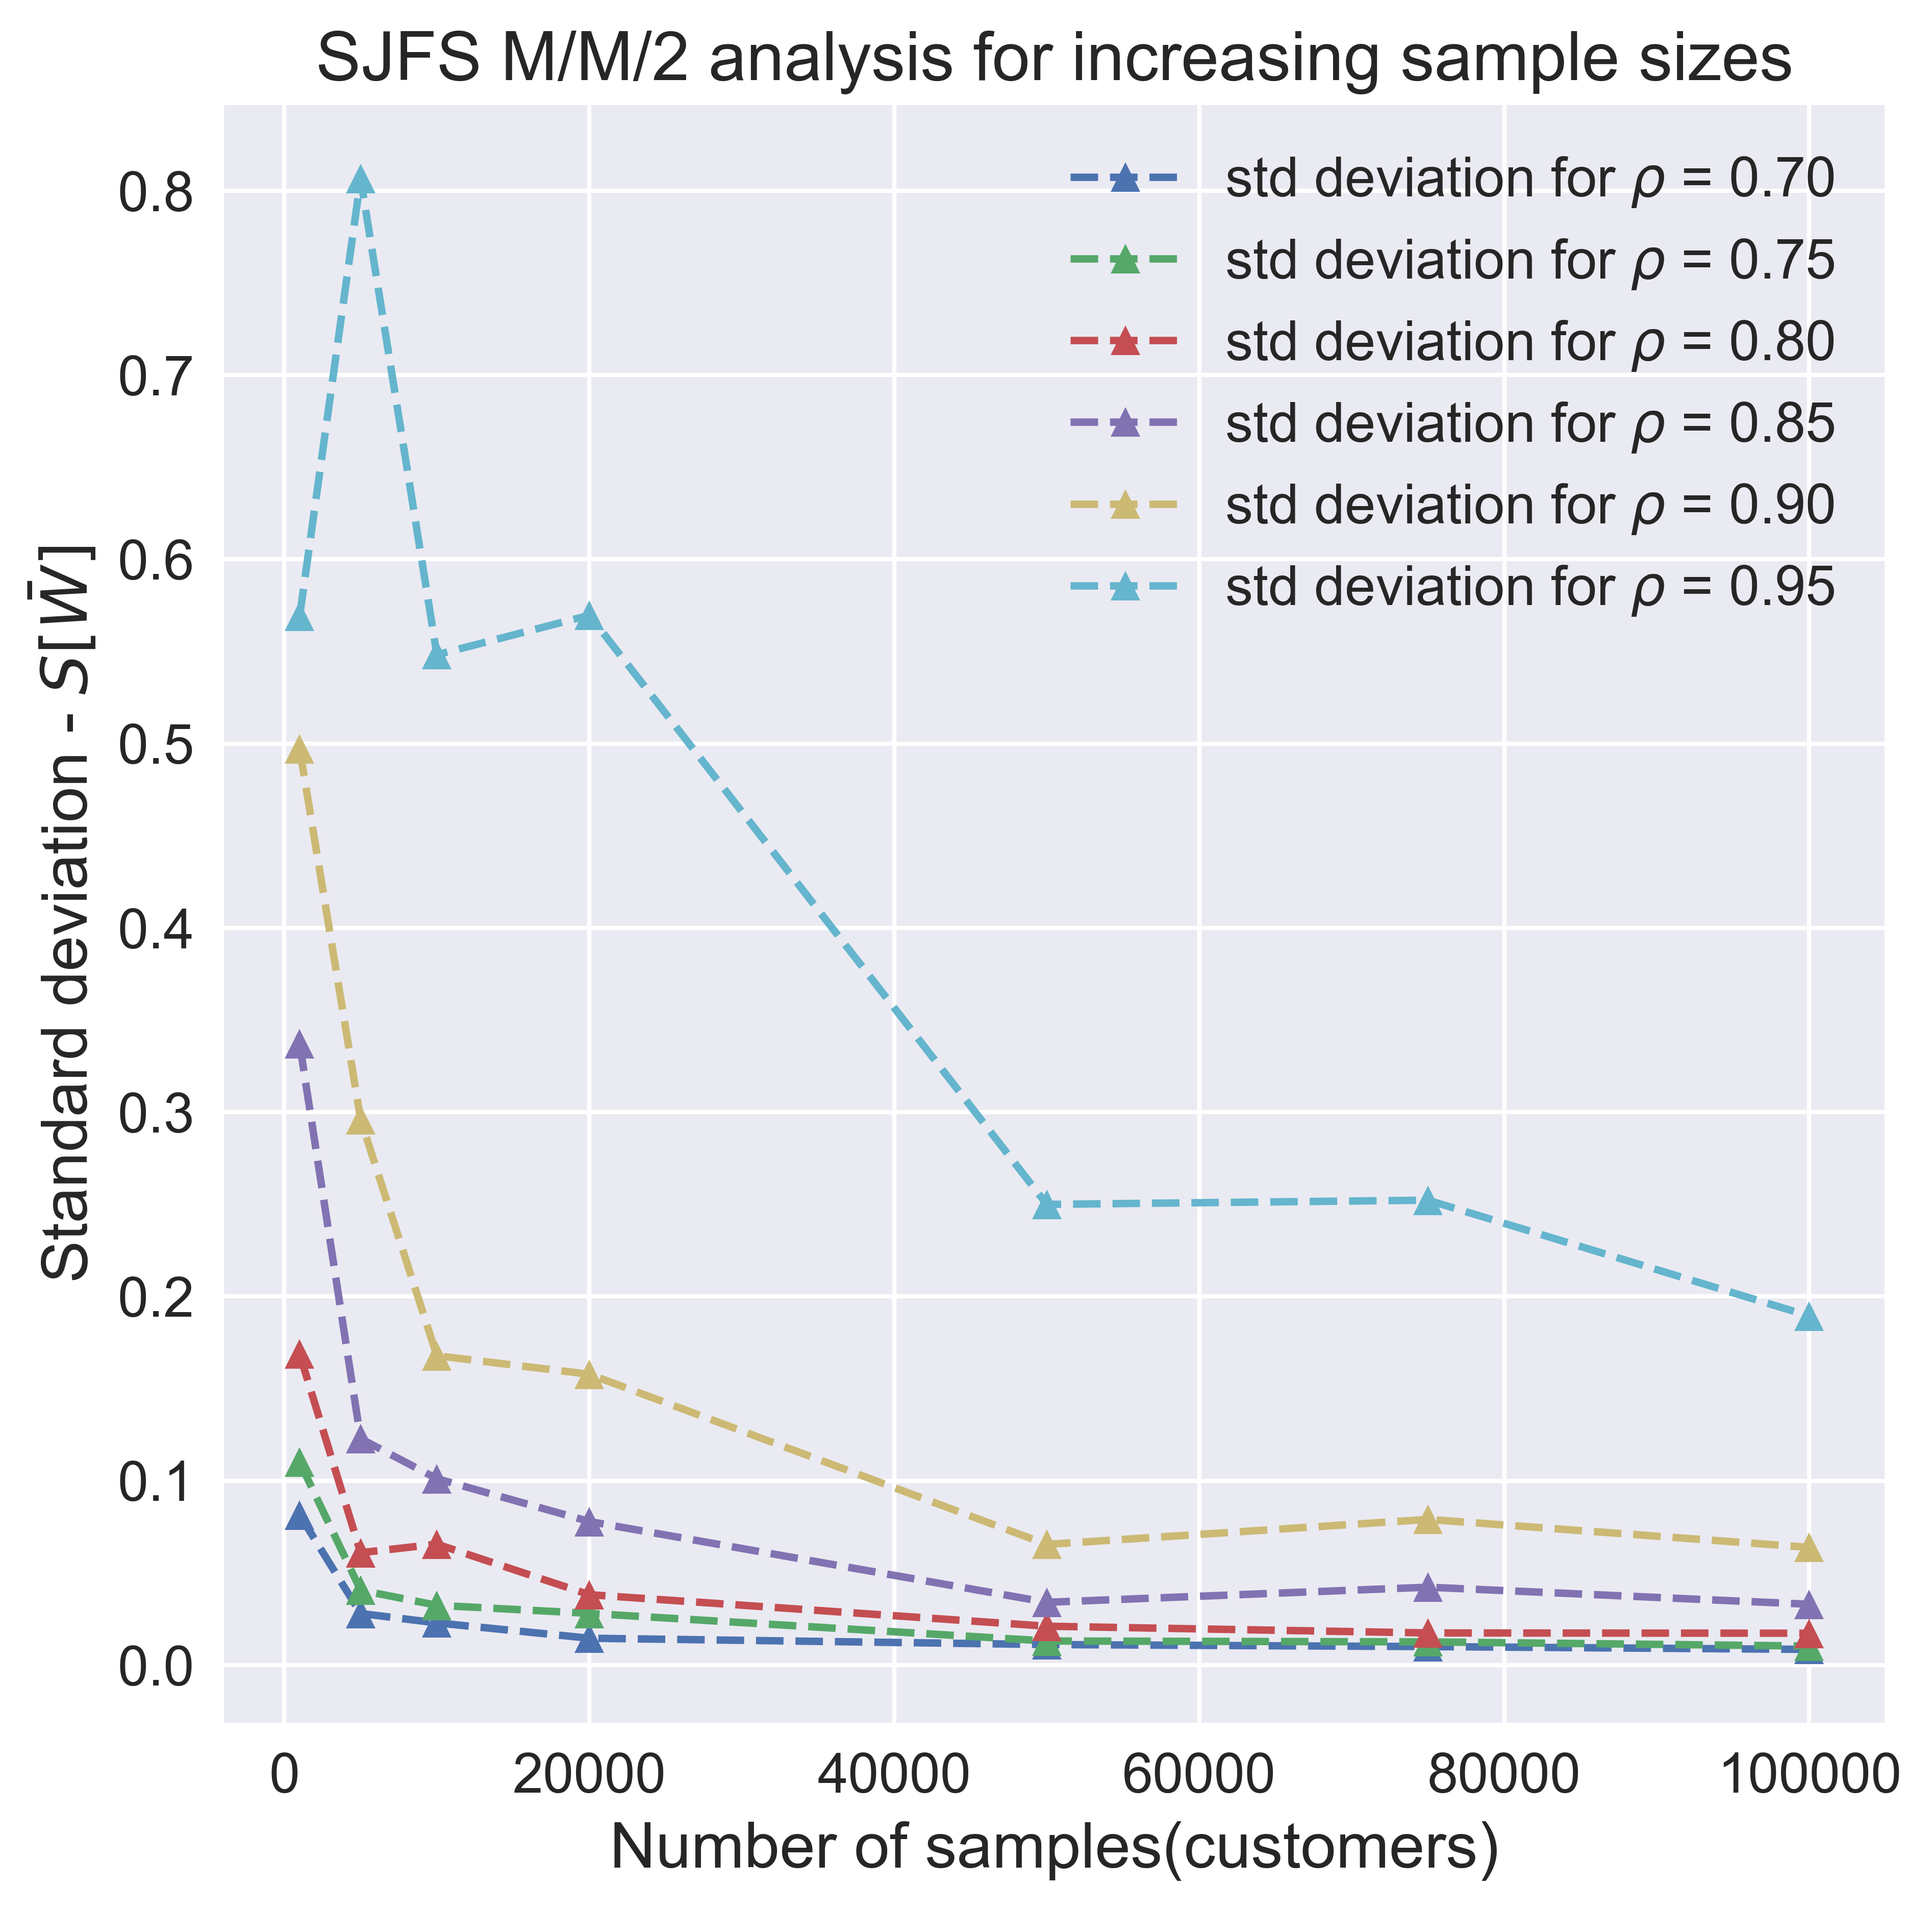 SJFS M/M/2 analysis for increasing sample sizes
std deviation for ρ = 0.70
std deviation for ρ = 0.75
std deviation for ρ = 0.80
std deviation for ρ = 0.85
std deviation for ρ = 0.90
std deviation for ρ = 0.95
Standard deviation - S[W̄]
0.8
0.7
0.6
0.5
0.4
0.3
0.2
0.1
0.0
0 20000 40000 60000 80000 100000
Number of samples(customers)